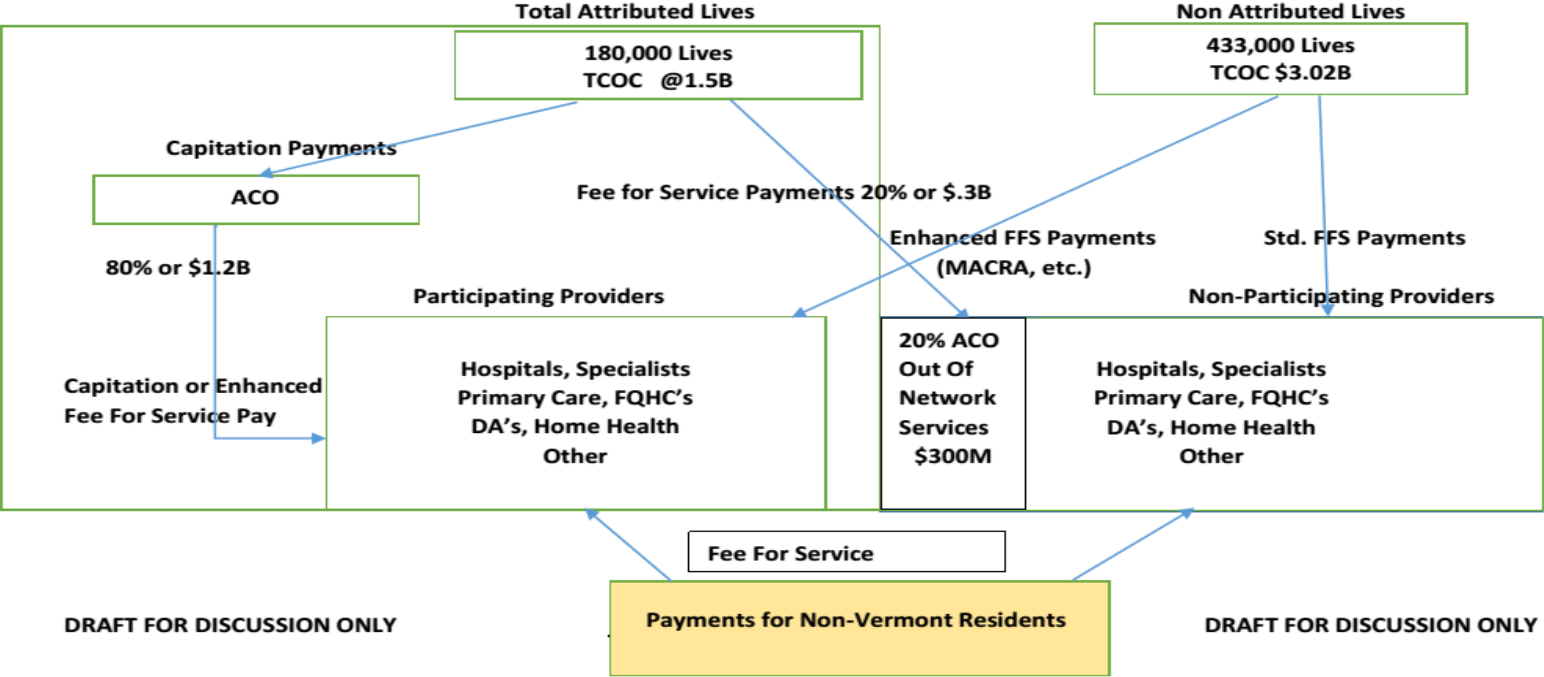 Total Attributed Lives
Non Attributed Lives
180,000 Lives
TCOC @1.5B
433,000 Lives
TCOC $3.02B
Capitation Payments
ACO
Fee for Service Payments 20% or $.3B
Enhanced FFS Payments
(MACRA, etc.)
Std. FFS Payments
80% or $1.2B
Participating Providers
Non-Participating Providers
Capitation or Enhanced
Fee For Service Pay
Hospitals, Specialists
Primary Care, FQHC’s
DA’s, Home Health
Other
20% ACO
Out Of
Network
Services
$300M
Hospitals, Specialists
Primary Care, FQHC’s
DA’s, Home Health
Other
Fee For Service
Payments for Non-Vermont Residents
DRAFT FOR DISCUSSION ONLY
DRAFT FOR DISCUSSION ONLY